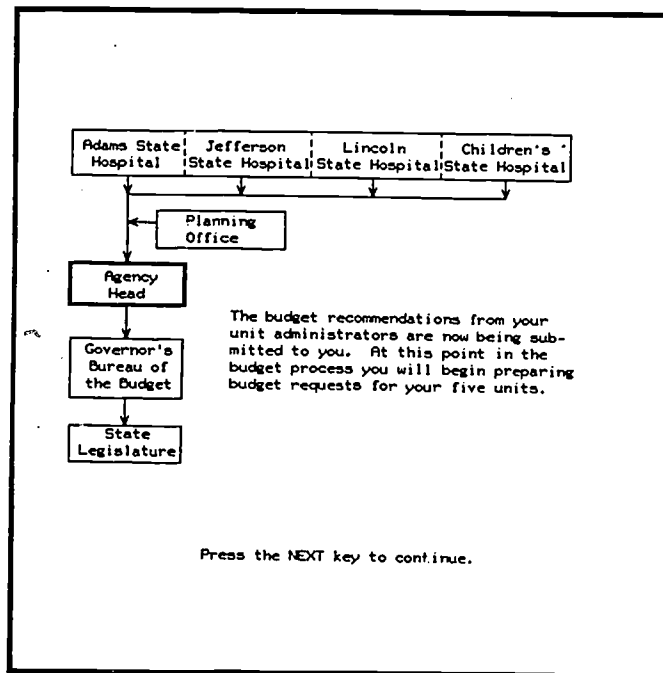 Adams State Hospital
Jefferson State Hospital
Lincoln State Hospital
Children's State Hospital
Planning
Office
Agency
Head
The budget recommendations from your
unit administrators are now being sub-
mitted to you. At this point in the
budget process you will begin preparing
budget requests for your five units.
Governor's
Bureau of
the Budget
State
Legislature
Press the NEXT key to continue.